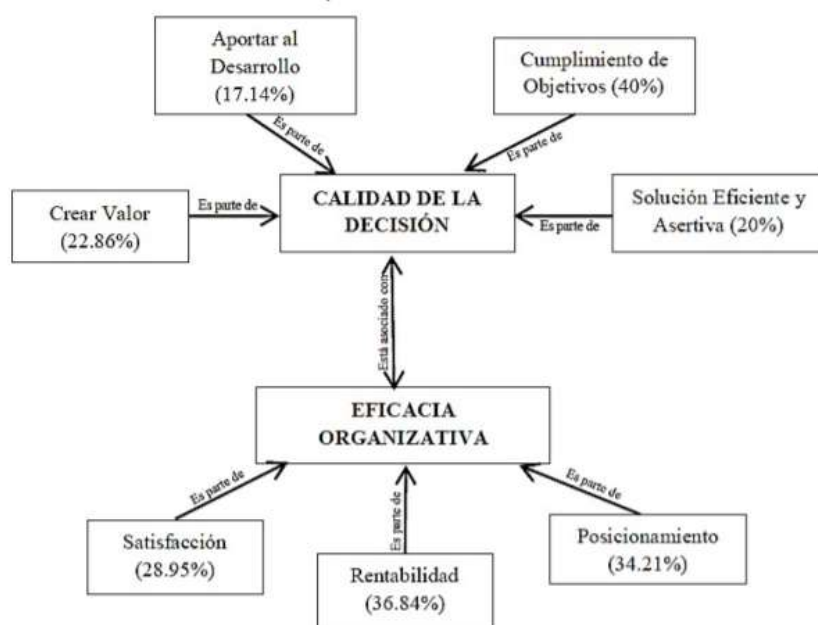 Aportar al
Desarrollo
(17.14%)
Cumplimiento de
Objetivos (40%)
Es parte de
Es parte de
Crear Valor
(22.86%)
Es parte de
CALIDAD DE LA
DECISIÓN
Es parte de
Solución Eficiente y
Asertiva (20%)
Está asociado con
EFICACIA
ORGANIZATIVA
Es parte de
Es parte de
Es parte de
Satisfacción
(28.95%)
Rentabilidad
(36.84%)
Posicionamiento
(34.21%)